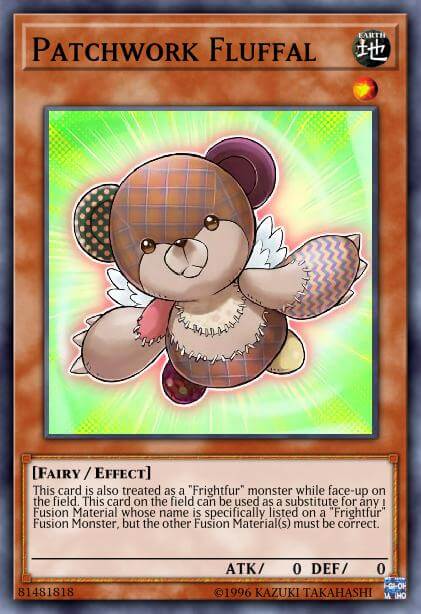 PATCHWORK FLUFFAL
EARTH
地
[FAIRY / EFFECT]
This card is also treated as a "Frightfur" monster while face-up on
the field. This card on the field can be used as a substitute for any 1
Fusion Material whose name is specifically listed on a "Frightfur"
Fusion Monster, but the other Fusion Material(s) must be correct.
ATK/ 0 DEF/ 0
81481818
©1996 KAZUKI TAKAHASHI